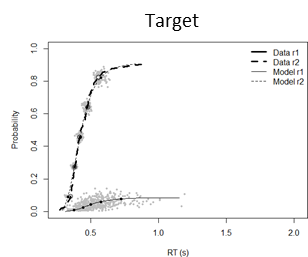 Target
Data r1
Data r2
Model r1
Model r2
Probability
1.0
0.8
0.6
0.4
0.2
0.0
0.5
1.0
1.5
2.0
RT (s)